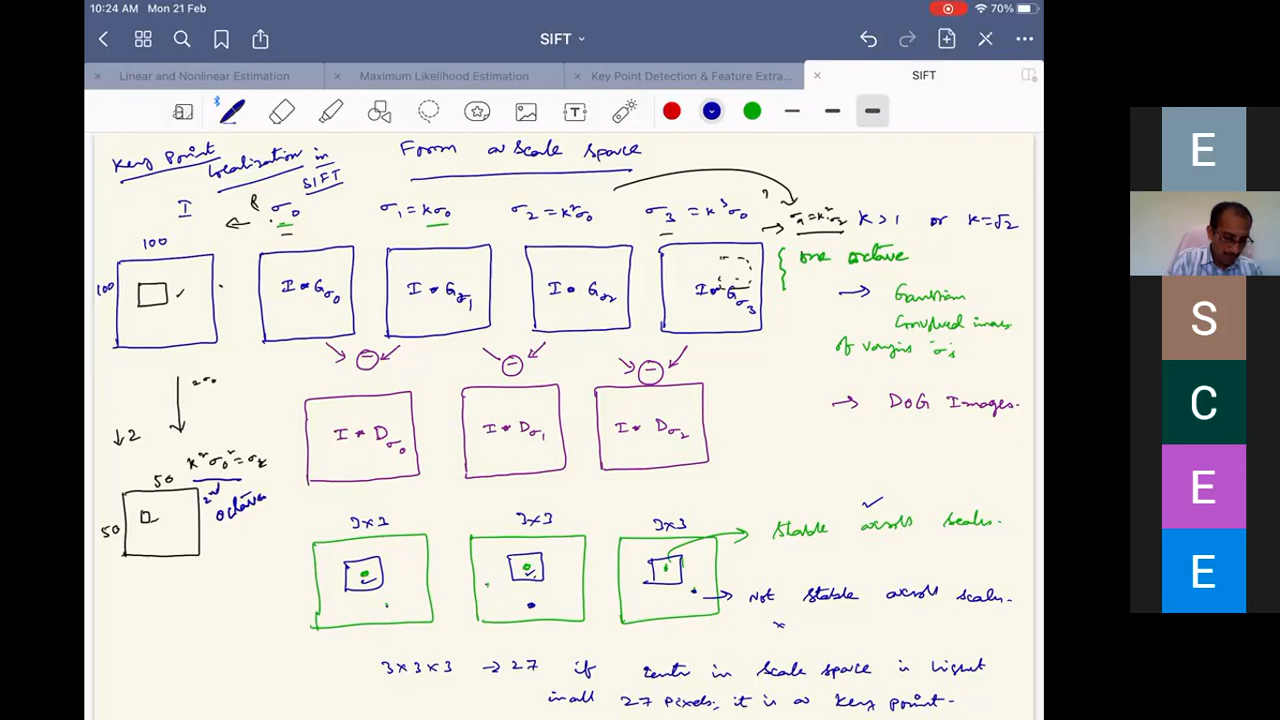 10:24 AM Mon 21 Feb
70%
SIFT
Linear and Nonlinear Estimation
Maximum Likelihood Estimation
Key Point Detection & Feature Extra...
SIFT
T
Key Point Localization in SIFT
Form a Scale space
I
σ₀
σ₁ = kσ₀
σ₂ = k²σ₀
σ₃ = k³σ₀
k > 1 or k = √2
100
100
I * Gσ₀
I * Gσ₁
I * Gσ₂
I * Gσ₃
one octave
→ Gaussian
Convolved
of varying σ's
2σ₀
↓2
I * Dσ₀
I * Dσ₁
I * Dσ₂
→ DoG Images.
50
50
2nd octave
3×3
3×3
3×3
Stable across scales.
Not Stable across scales.
3×3×3 → 27 if centre in scale space is highest
in all 27 pixels, it is a key point.
E
S
C
E
E